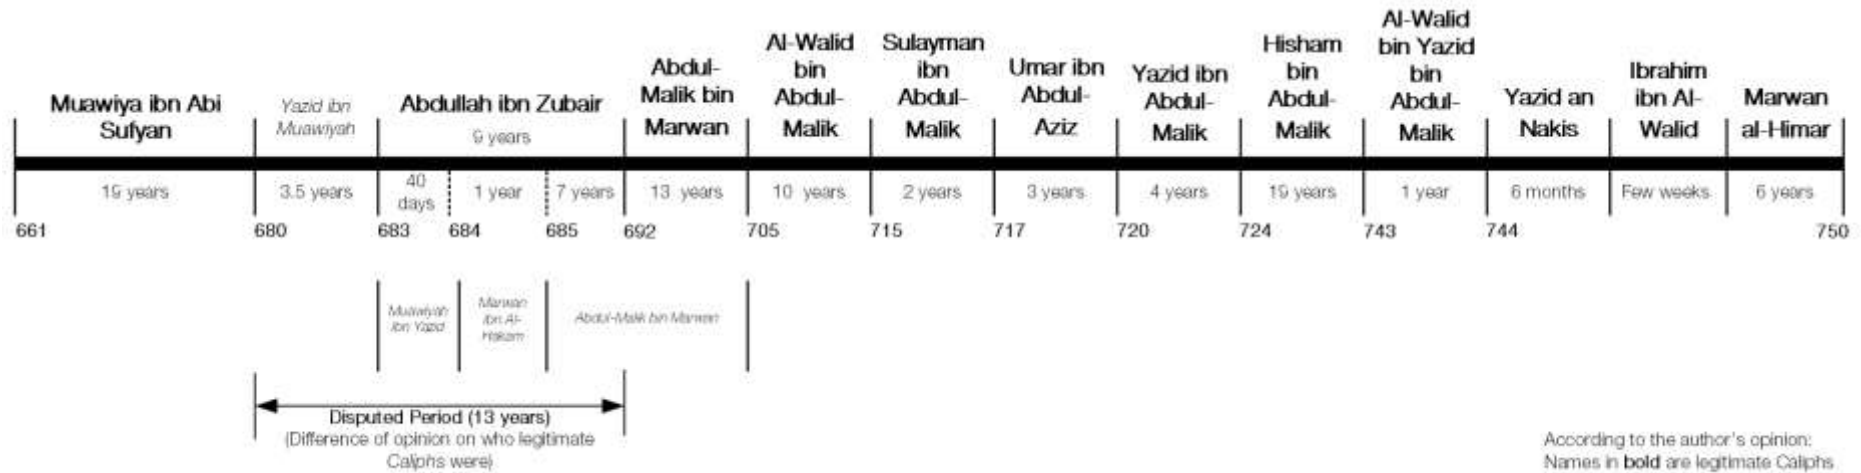 Muawiya ibn Abi
Sufyan
Yazid ibn
Muawiyah
Abdullah ibn Zubair
9 years
Abdul-
Malik bin
Marwan
Al-Walid
bin
Abdul-
Malik
Sulayman
ibn
Abdul-
Malik
Umar ibn
Abdul-
Aziz
Yazid ibn
Abdul-
Malik
Hisham
bin
Abdul-
Malik
Al-Walid
bin Yazid
bin
Abdul-
Malik
Yazid an
Nakis
Ibrahim
ibn Al-
Walid
Marwan
al-Himar
19 years
3.5 years
40
days
1 year
7 years
13 years
10 years
2 years
3 years
4 years
19 years
1 year
6 months
Few weeks
6 years
661
680
683
684
685
692
705
715
717
720
724
743
744
750
Muawiyah
ibn Yazid
Marwan
ibn Al-
Hakam
Abdul-Malik bin Marwan
Disputed Period (13 years)
(Difference of opinion on who legitimate
Caliphs were)
According to the author's opinion:
Names in bold are legitimate Caliphs